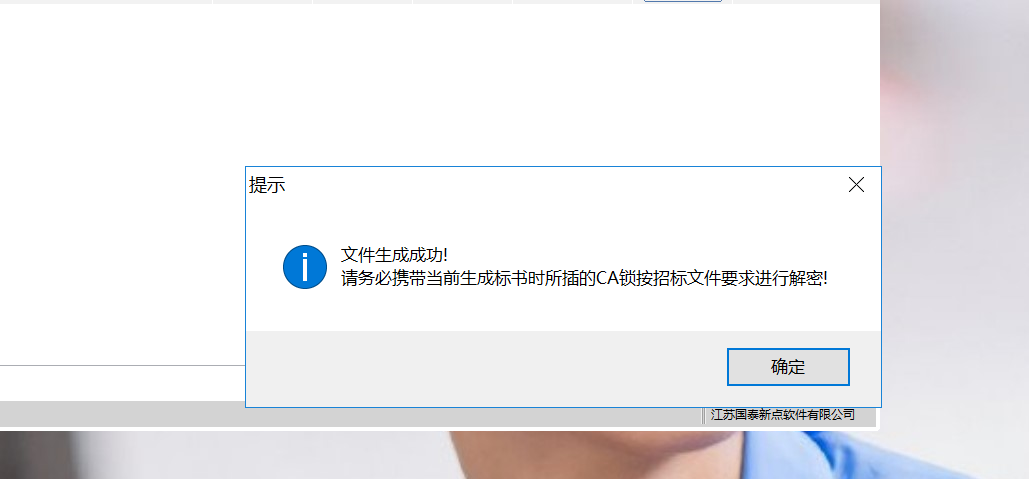 提示
文件生成成功!
请务必携带当前生成标书时所插的CA锁按招标文件要求进行解密!
确定
江苏国泰新点软件有限公司